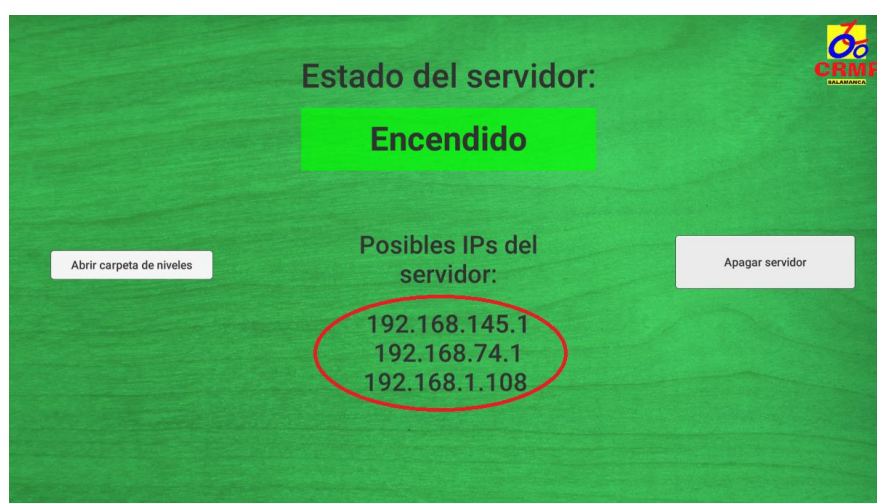 Estado del servidor:
Encendido
Posibles IPs del
servidor:
192.168.145.1
192.168.74.1
192.168.1.108
Abrir carpeta de niveles
Apagar servidor
CRMF
SALAMANCA